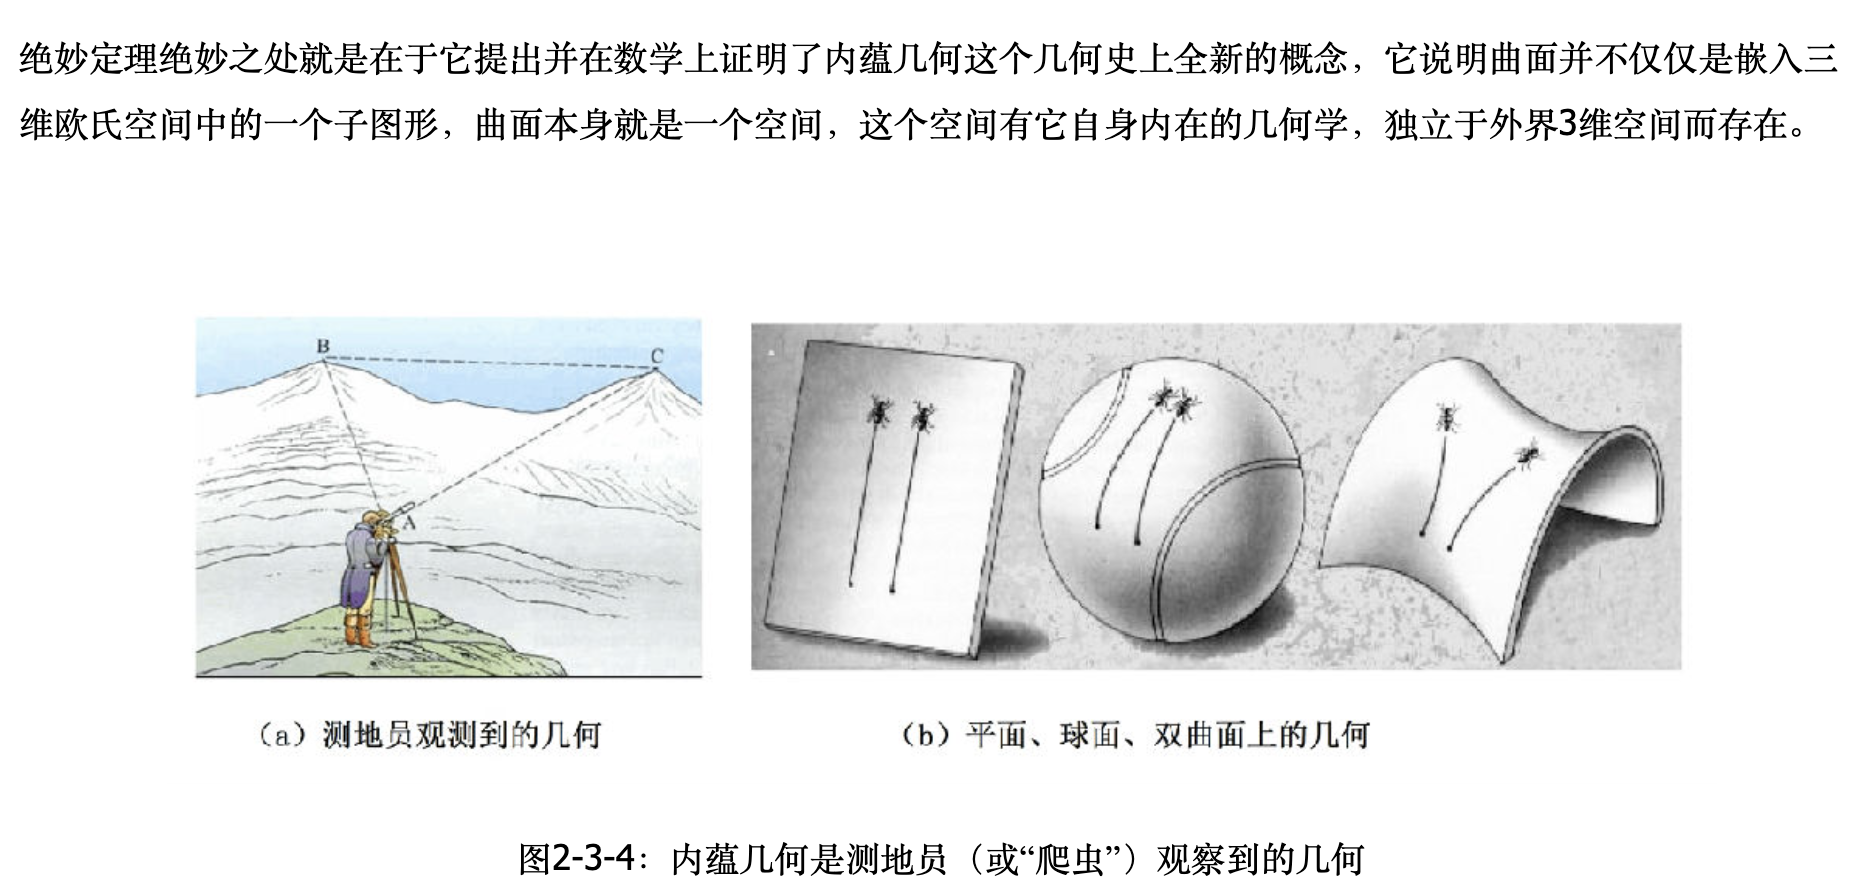 绝妙定理绝妙之处就是在于它提出并在数学上证明了内蕴几何这个几何史上全新的概念，它说明曲面并不仅仅是嵌入三
维欧氏空间中的一个子图形，曲面本身就是一个空间，这个空间有它自身内在的几何学，独立于外界3维空间而存在。
B
C
A
（a）测地员观测到的几何
（b）平面、球面、双曲面上的几何
图2-3-4：内蕴几何是测地员（或“爬虫”）观察到的几何